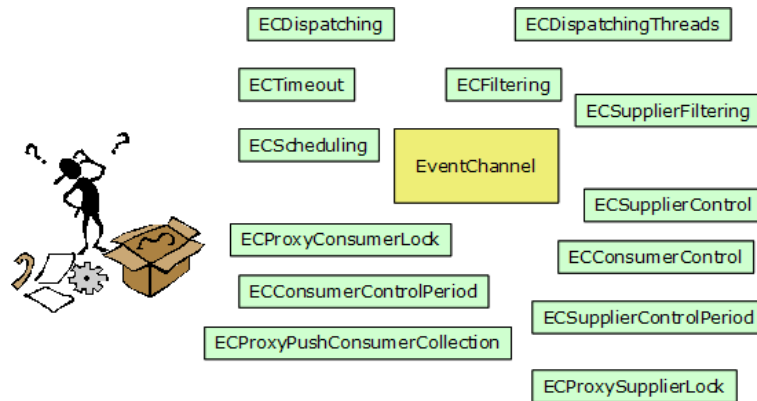 ECDispatching
ECDispatchingThreads
ECTimeout
ECFiltering
ECSupplierFiltering
ECScheduling
EventChannel
ECSupplierControl
ECProxyConsumerLock
ECConsumerControl
ECConsumerControlPeriod
ECSupplierControlPeriod
ECProxyPushConsumerCollection
ECProxySupplierLock